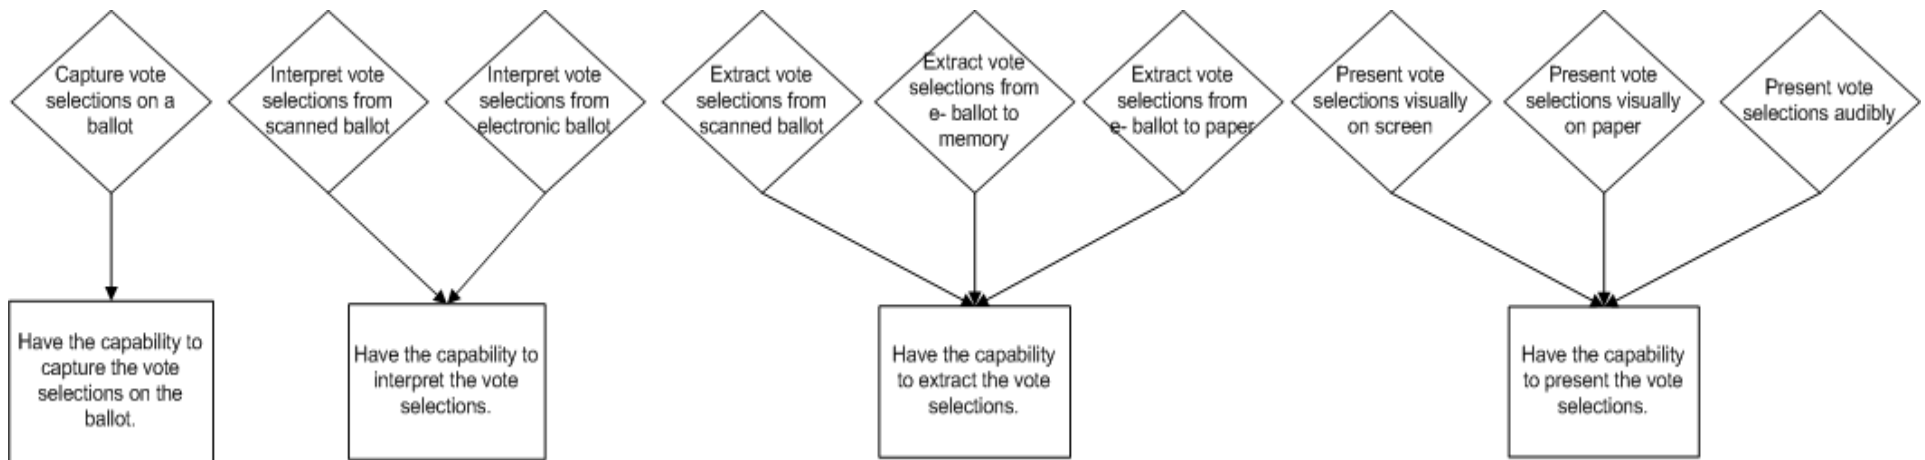 Capture vote
selections on a
ballot
Interpret vote
selections from
scanned ballot
Interpret vote
selections from
electronic ballot
Extract vote
selections from
scanned ballot
Extract vote
selections from
e- ballot to
memory
Extract vote
selections from
e- ballot to paper
Present vote
selections visually
on screen
Present vote
selections visually
on paper
Present vote
selections audibly
Have the capability to
capture the vote
selections on the
ballot.
Have the capability to
interpret the vote
selections.
Have the capability
to extract the vote
selections.
Have the capability
to present the vote
selections.